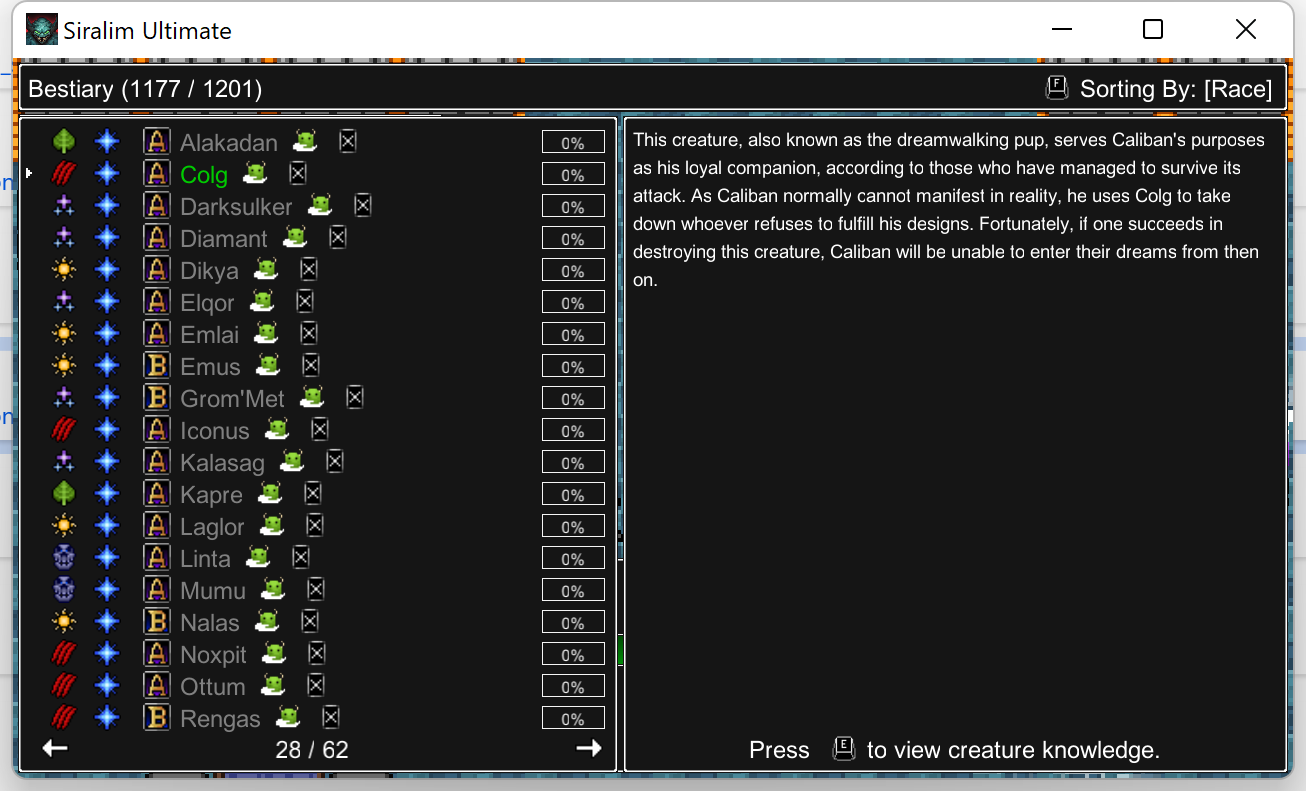 Siralim Ultimate
Bestiary (1177 / 1201)
F Sorting By: [Race]
A Alakadan 0%
A Colg 0%
A Darksulker 0%
A Diamant 0%
A Dikya 0%
A Elqor 0%
A Emlai 0%
B Emus 0%
B Grom'Met 0%
A Iconus 0%
A Kalasag 0%
A Kapre 0%
A Laglor 0%
A Linta 0%
A Mumu 0%
B Nalas 0%
A Noxpit 0%
A Ottum 0%
B Rengas 0%
28 / 62
This creature, also known as the dreamwalking pup, serves Caliban's purposes
as his loyal companion, according to those who have managed to survive its
attack. As Caliban normally cannot manifest in reality, he uses Colg to take
down whoever refuses to fulfill his designs. Fortunately, if one succeeds in
destroying this creature, Caliban will be unable to enter their dreams from then
on.
Press E to view creature knowledge.